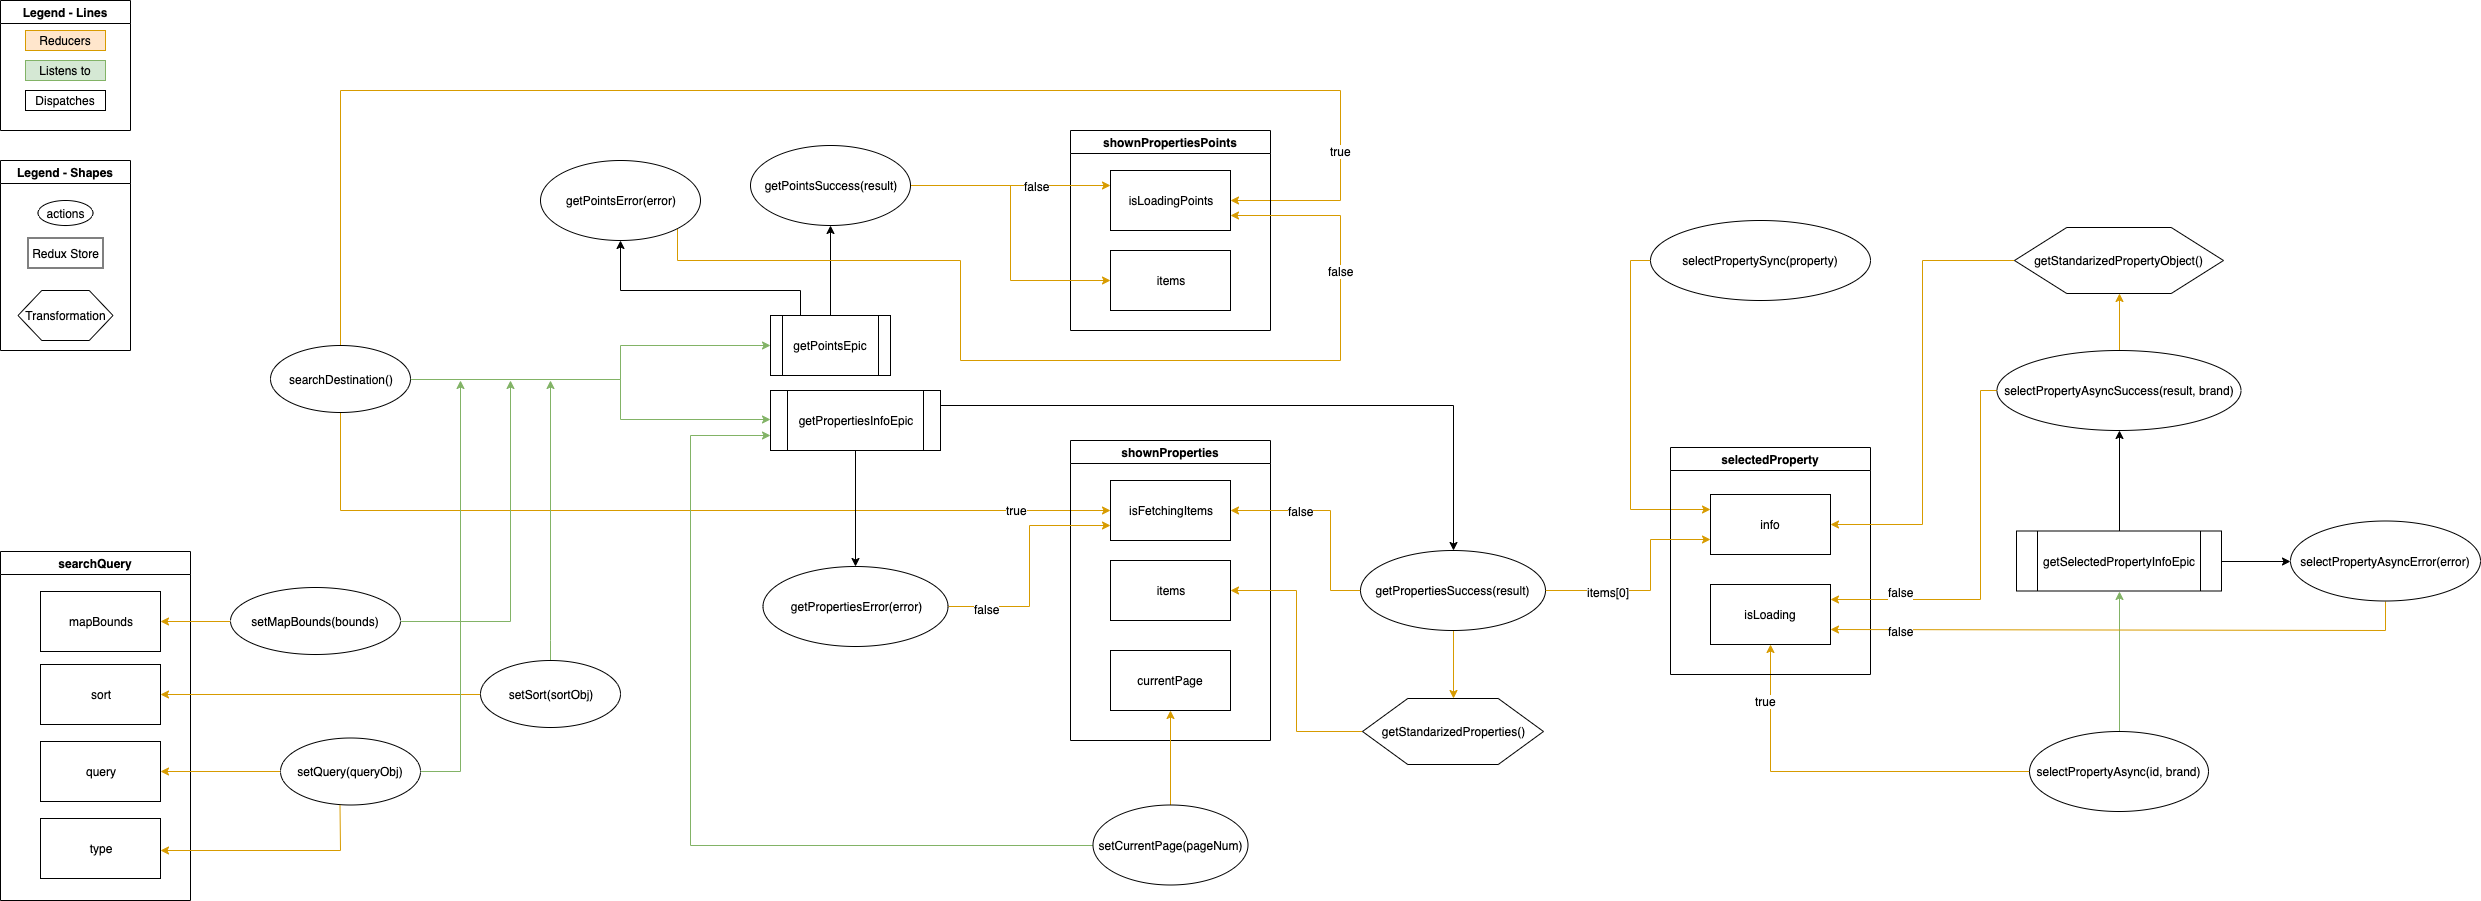 Legend - Lines
Reducers
Listens to
Dispatches
Legend - Shapes
actions
Redux Store
Transformation
searchDestination()
getPointsError(error)
getPointsSuccess(result)
getPointsEpic
getPropertiesInfoEpic
shownPropertiesPoints
isLoadingPoints
items
false
true
false
shownProperties
isFetchingItems
items
currentPage
true
false
false
getPropertiesError(error)
getPropertiesSuccess(result)
getStandarizedProperties()
setCurrentPage(pageNum)
items[0]
searchQuery
mapBounds
sort
query
type
setMapBounds(bounds)
setSort(sortObj)
setQuery(queryObj)
selectPropertySync(property)
getStandarizedPropertyObject()
selectPropertyAsyncSuccess(result, brand)
selectedProperty
info
isLoading
false
false
true
getSelectedPropertyInfoEpic
selectPropertyAsyncError(error)
selectPropertyAsync(id, brand)